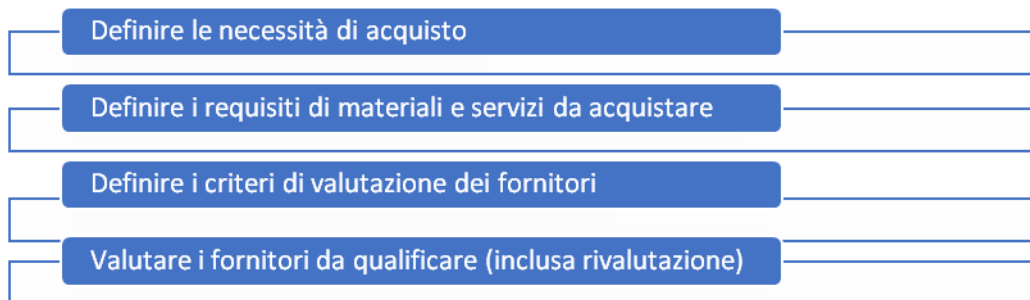 Definire le necessità di acquisto
Definire i requisiti di materiali e servizi da acquistare
Definire i criteri di valutazione dei fornitori
Valutare i fornitori da qualificare (inclusa rivalutazione)